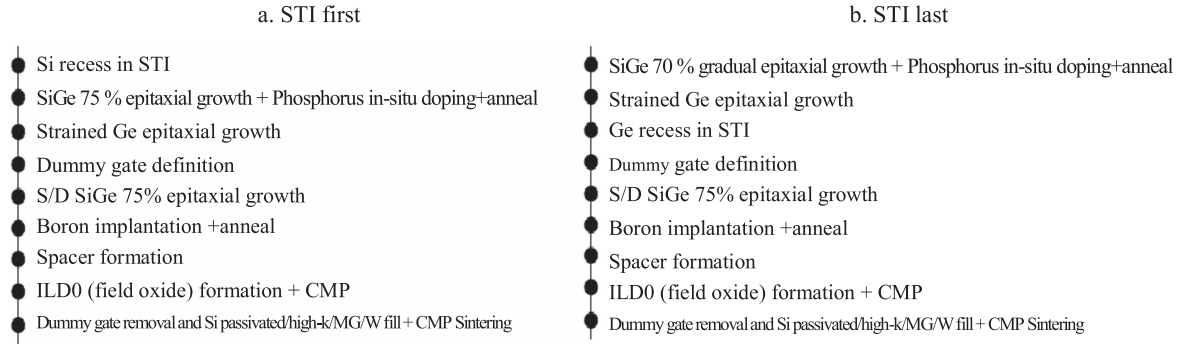 a. STI first
Si recess in STI
SiGe 75 % epitaxial growth + Phosphorus in-situ doping+anneal
Strained Ge epitaxial growth
Dummy gate definition
S/D SiGe 75% epitaxial growth
Boron implantation +anneal
Spacer formation
ILD0 (field oxide) formation + CMP
Dummy gate removal and Si passivated/high-k/MG/W fill + CMP Sintering
b. STI last
SiGe 70 % gradual epitaxial growth + Phosphorus in-situ doping+anneal
Strained Ge epitaxial growth
Ge recess in STI
Dummy gate definition
S/D SiGe 75% epitaxial growth
Boron implantation +anneal
Spacer formation
ILD0 (field oxide) formation + CMP
Dummy gate removal and Si passivated/high-k/MG/W fill + CMP Sintering